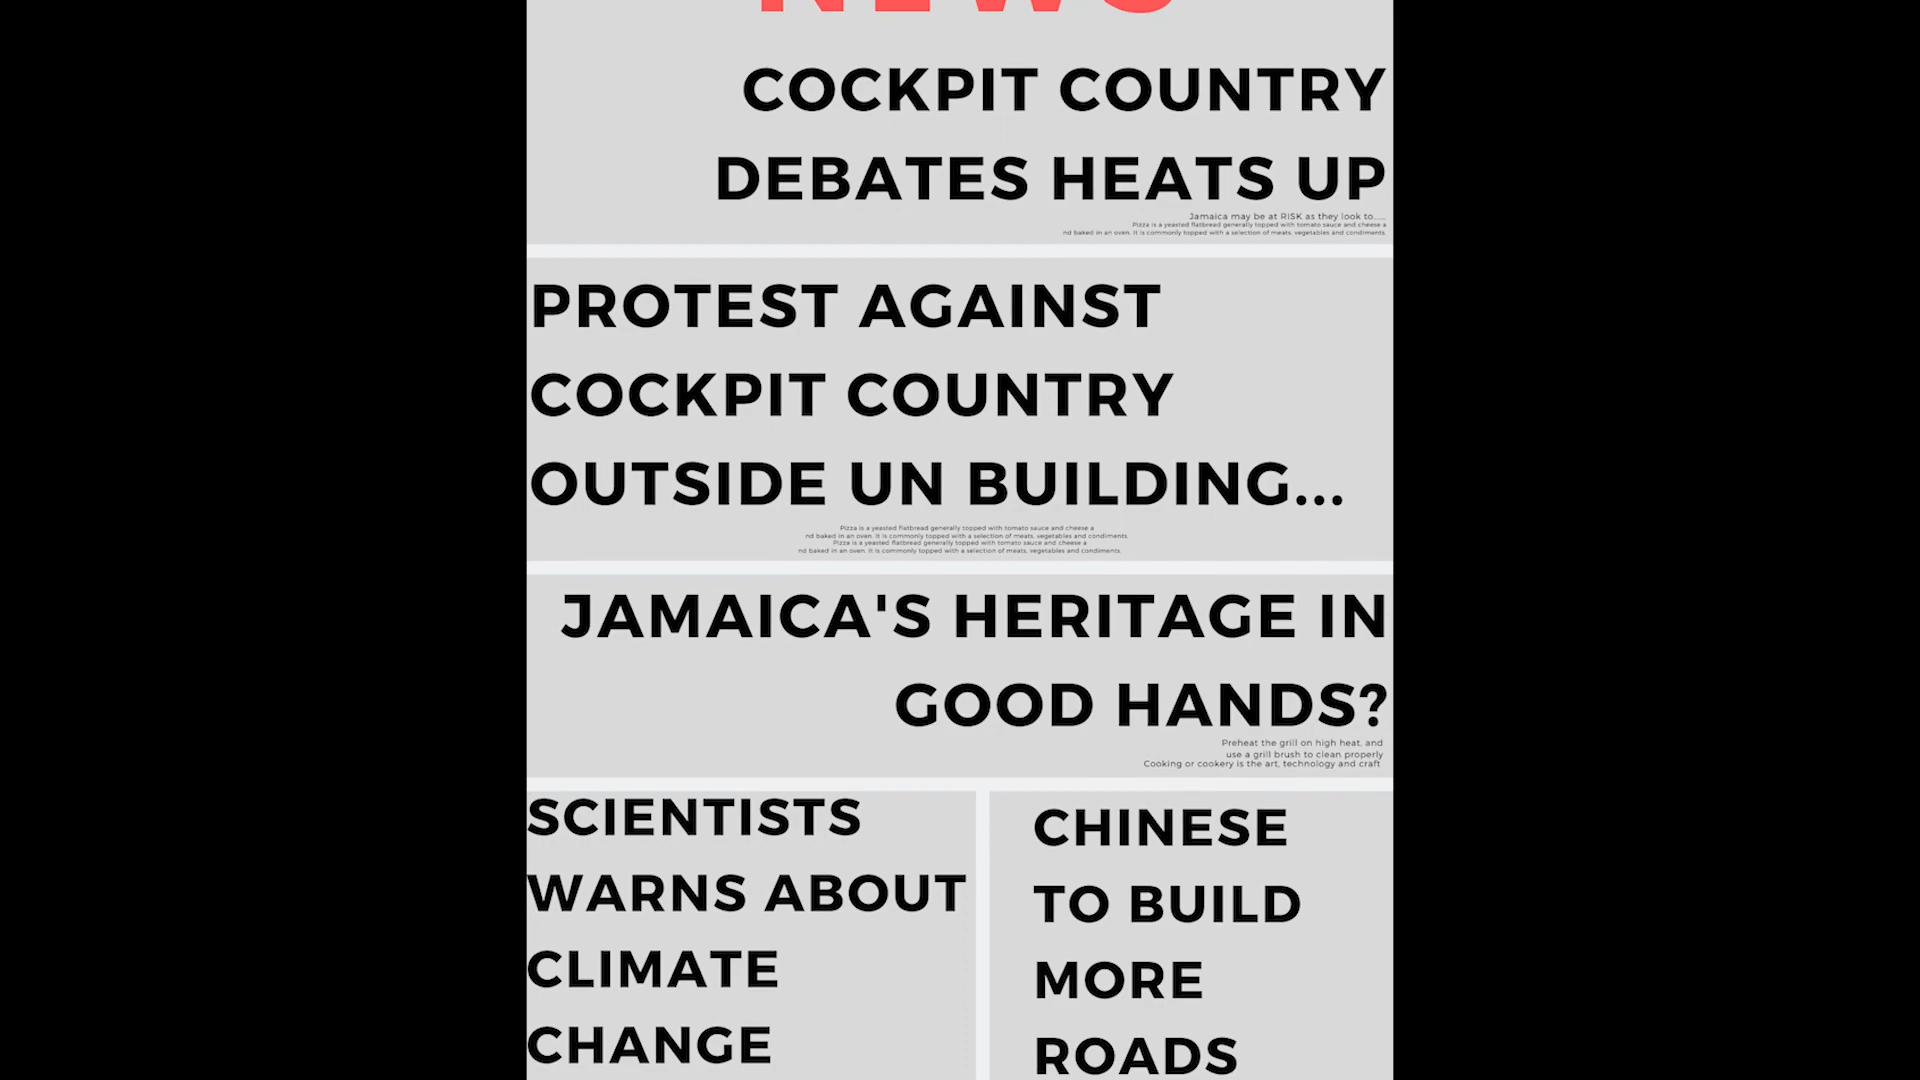 NEWS
COCKPIT COUNTRY
DEBATES HEATS UP
Jamaica may be at RISK as they look to......
Pizza is a yeasted flatbread generally topped with tomato sauce and cheese a
nd baked in an oven. It is commonly topped with a selection of meats, vegetables and condiments.
PROTEST AGAINST
COCKPIT COUNTRY
OUTSIDE UN BUILDING...
Pizza is a yeasted flatbread generally topped with tomato sauce and cheese a
nd baked in an oven. It is commonly topped with a selection of meats, vegetables and condiments.
Pizza is a yeasted flatbread generally topped with tomato sauce and cheese a
nd baked in an oven. It is commonly topped with a selection of meats, vegetables and condiments.
JAMAICA'S HERITAGE IN
GOOD HANDS?
Preheat the grill on high heat, and
use a grill brush to clean properly
Cooking or cookery is the art, technology and craft
SCIENTISTS
WARNS ABOUT
CLIMATE
CHANGE
CHINESE
TO BUILD
MORE
ROADS